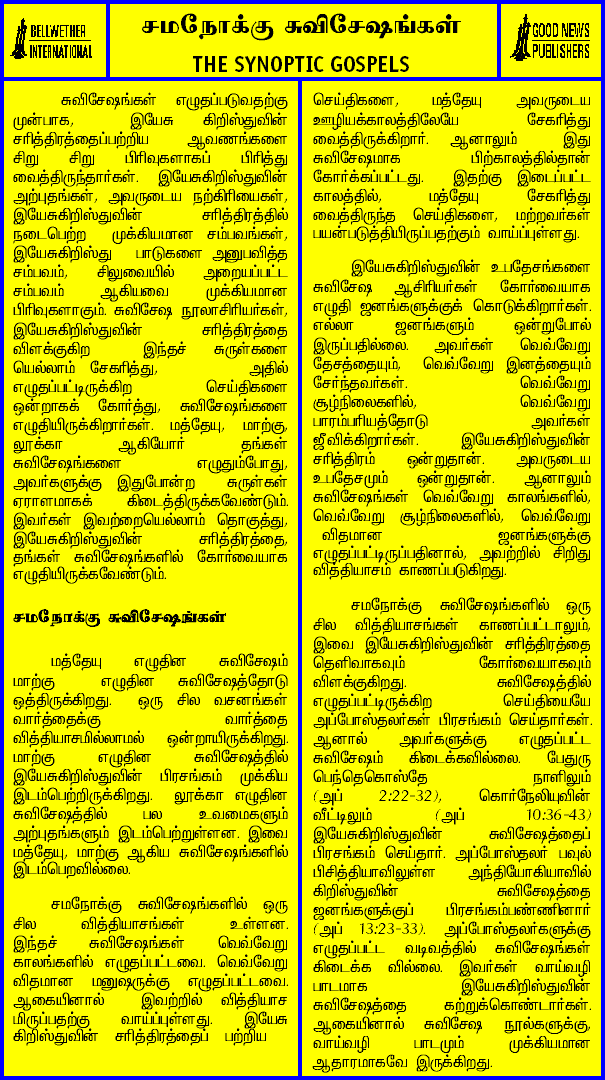 BELLWETHER
INTERNATIONAL
சமநோக்கு சுவிசேஷங்கள்
THE SYNOPTIC GOSPELS
GOOD NEWS
PUBLISHERS
சுவிசேஷங்கள் எழுதப்படுவதற்கு
முன்பாக, இயேசு கிறிஸ்துவின்
சரித்திரத்தைப்பற்றிய ஆவணங்களை
சிறு சிறு பிரிவுகளாகப் பிரித்து
வைத்திருந்தார்கள். இயேசுகிறிஸ்துவின்
அற்புதங்கள், அவருடைய நற்கிரியைகள்,
இயேசுகிறிஸ்துவின் சரித்திரத்தில்
நடைபெற்ற முக்கியமான சம்பவங்கள்,
இயேசுகிறிஸ்து பாடுகளை அனுபவித்த
சம்பவம், சிலுவையில் அறையப்பட்ட
சம்பவம் ஆகியவை முக்கியமான
பிரிவுகளாகும். சுவிசேஷ நூலாசிரியர்கள்,
இயேசுகிறிஸ்துவின் சரித்திரத்தை
விளக்குகிற இந்தச் சுருள்களை
யெல்லாம் சேகரித்து, அதில்
எழுதப்பட்டிருக்கிற செய்திகளை
ஒன்றாகக் கோர்த்து, சுவிசேஷங்களை
எழுதியிருக்கிறார்கள். மத்தேயு, மாற்கு,
லூக்கா ஆகியோர் தங்கள்
சுவிசேஷங்களை எழுதும்போது,
அவர்களுக்கு இதுபோன்ற சுருள்கள்
ஏராளமாகக் கிடைத்திருக்கவேண்டும்.
இவர்கள் இவற்றையெல்லாம் தொகுத்து,
இயேசுகிறிஸ்துவின் சரித்திரத்தை,
தங்கள் சுவிசேஷங்களில் கோர்வையாக
எழுதியிருக்கவேண்டும்.
சமநோக்கு சுவிசேஷங்கள்
மத்தேயு எழுதின சுவிசேஷம்
மாற்கு எழுதின சுவிசேஷத்தோடு
ஒத்திருக்கிறது. ஒரு சில வசனங்கள்
வார்த்தைக்கு வார்த்தை
வித்தியாசமில்லாமல் ஒன்றாயிருக்கிறது.
மாற்கு எழுதின சுவிசேஷத்தில்
இயேசுகிறிஸ்துவின் பிரசங்கம் முக்கிய
இடம்பெற்றிருக்கிறது. லூக்கா எழுதின
சுவிசேஷத்தில் பல உவமைகளும்
அற்புதங்களும் இடம்பெற்றுள்ளன. இவை
மத்தேயு, மாற்கு ஆகிய சுவிசேஷங்களில்
இடம்பெறவில்லை.
சமநோக்கு சுவிசேஷங்களில் ஒரு
சில வித்தியாசங்கள் உள்ளன.
இந்தச் சுவிசேஷங்கள் வெவ்வேறு
காலங்களில் எழுதப்பட்டவை. வெவ்வேறு
விதமான மனுஷருக்கு எழுதப்பட்டவை.
ஆகையினால் இவற்றில் வித்தியாச
மிருப்பதற்கு வாய்ப்புள்ளது. இயேசு
கிறிஸ்துவின் சரித்திரத்தைப் பற்றிய
செய்திகளை, மத்தேயு அவருடைய
ஊழியக்காலத்திலேயே சேகரித்து
வைத்திருக்கிறார். ஆனாலும் இது
சுவிசேஷமாக பிற்காலத்தில்தான்
கோர்க்கப்பட்டது. இதற்கு இடைப்பட்ட
காலத்தில், மத்தேயு சேகரித்து
வைத்திருந்த செய்திகளை, மற்றவர்கள்
பயன்படுத்தியிருப்பதற்கும் வாய்ப்புள்ளது.
இயேசுகிறிஸ்துவின் உபதேசங்களை
சுவிசேஷ ஆசிரியர்கள் கோர்வையாக
எழுதி ஜனங்களுக்குக் கொடுக்கிறார்கள்.
எல்லா ஜனங்களும் ஒன்றுபோல்
இருப்பதில்லை. அவர்கள் வெவ்வேறு
தேசத்தையும், வெவ்வேறு இனத்தையும்
சேர்ந்தவர்கள். வெவ்வேறு
சூழ்நிலைகளில், வெவ்வேறு
பாரம்பரியத்தோடு அவர்கள்
ஜீவிக்கிறார்கள். இயேசுகிறிஸ்துவின்
சரித்திரம் ஒன்றுதான். அவருடைய
உபதேசமும் ஒன்றுதான். ஆனாலும்
சுவிசேஷங்கள் வெவ்வேறு காலங்களில்,
வெவ்வேறு சூழ்நிலைகளில், வெவ்வேறு
விதமான ஜனங்களுக்கு
எழுதப்பட்டிருப்பதினால், அவற்றில் சிறிது
வித்தியாசம் காணப்படுகிறது.
சமநோக்கு சுவிசேஷங்களில் ஒரு
சில வித்தியாசங்கள் காணப்பட்டாலும்,
இவை இயேசுகிறிஸ்துவின் சரித்திரத்தை
தெளிவாகவும் கோர்வையாகவும்
விளக்குகிறது. சுவிசேஷத்தில்
எழுதப்பட்டிருக்கிற செய்தியையே
அப்போஸ்தலர்கள் பிரசங்கம் செய்தார்கள்.
ஆனால் அவர்களுக்கு எழுதப்பட்ட
சுவிசேஷம் கிடைக்கவில்லை. பேதுரு
பெந்தெகொஸ்தே நாளிலும்
(அப் 2:22-32), கொர்நேலியுவின்
வீட்டிலும் (அப் 10:36-43)
இயேசுகிறிஸ்துவின் சுவிசேஷத்தைப்
பிரசங்கம் செய்தார். அப்போஸ்தலர் பவுல்
பிசித்தியாவிலுள்ள அந்தியோகியாவில்
கிறிஸ்துவின் சுவிசேஷத்தை
ஜனங்களுக்குப் பிரசங்கம்பண்ணினார்
(அப் 13:23-33). அப்போஸ்தலர்களுக்கு
எழுதப்பட்ட வடிவத்தில் சுவிசேஷங்கள்
கிடைக்க வில்லை. இவர்கள் வாய்வழி
பாடமாக இயேசுகிறிஸ்துவின்
சுவிசேஷத்தை கற்றுக்கொண்டார்கள்.
ஆகையினால் சுவிசேஷ நூல்களுக்கு,
வாய்வழி பாடமும் முக்கியமான
ஆதாரமாகவே இருக்கிறது.